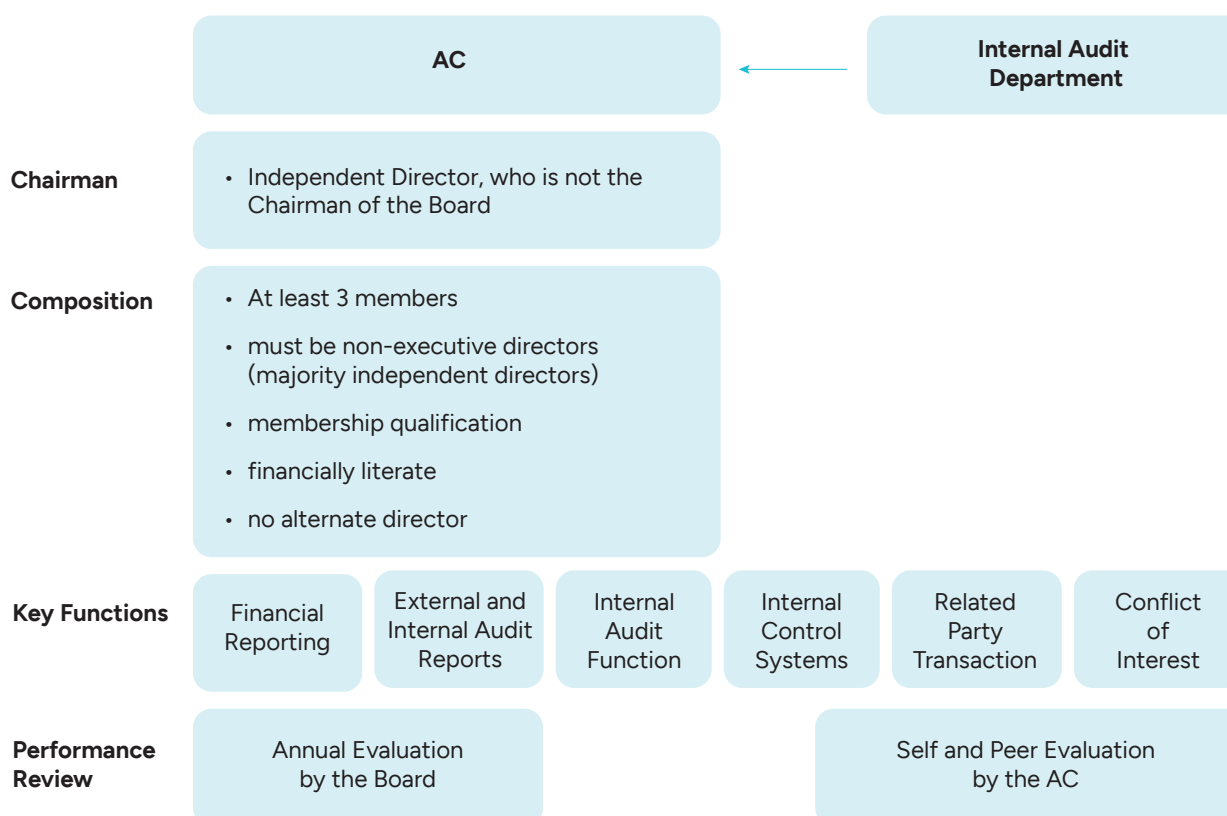 AC
Internal Audit
Department
Chairman
• Independent Director, who is not the
Chairman of the Board
Composition
• At least 3 members
• must be non-executive directors
(majority independent directors)
• membership qualification
• financially literate
• no alternate director
Key Functions
Financial
Reporting
External and
Internal Audit
Reports
Internal
Audit
Function
Internal
Control
Systems
Related
Party
Transaction
Conflict
of
Interest
Performance
Review
Annual Evaluation
by the Board
Self and Peer Evaluation
by the AC